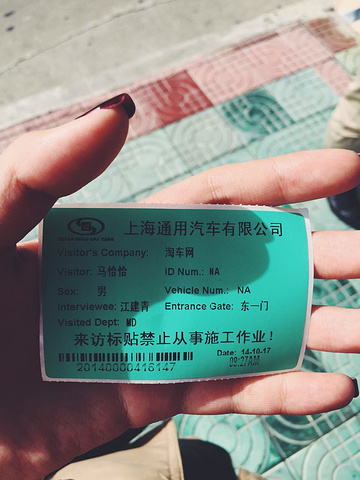 上海通用汽车有限公司
Visitor's Company: 淘车网
Visitor: 马恰恰 ID Num.: NA
Sex: 男 Vehicle Num.: NA
Interviewee: 江建青 Entrance Gate: 东一门
Visited Dept: MD
来访标贴禁止从事施工作业！
Date: 14-10-17
20140000416147 08:27AM